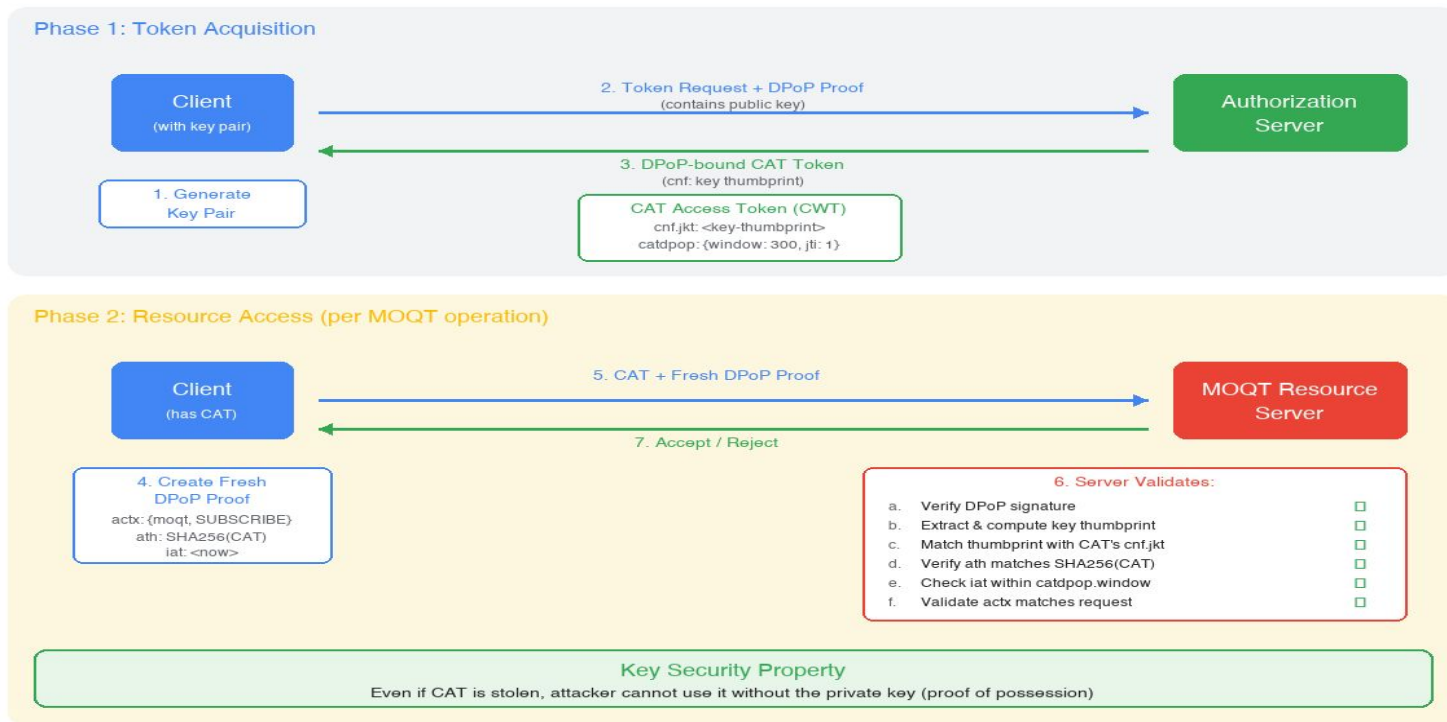 Phase 1: Token Acquisition
Client
(with key pair)
2. Token Request + DPoP Proof
(contains public key)
Authorization
Server
3. DPoP-bound CAT Token
(cnf: key thumbprint)
1. Generate
Key Pair
CAT Access Token (CWT)
cnf.jkt: <key-thumbprint>
catdpop: {window: 300, jti: 1}
Phase 2: Resource Access (per MOQT operation)
Client
(has CAT)
5. CAT + Fresh DPoP Proof
MOQT Resource
Server
7. Accept / Reject
4. Create Fresh
DPoP Proof
actx: {moqt, SUBSCRIBE}
ath: SHA256(CAT)
iat: <now>
6. Server Validates:
a. Verify DPoP signature
b. Extract & compute key thumbprint
c. Match thumbprint with CAT's cnf.jkt
d. Verify ath matches SHA256(CAT)
e. Check iat within catdpop.window
f. Validate actx matches request
Key Security Property
Even if CAT is stolen, attacker cannot use it without the private key (proof of possession)